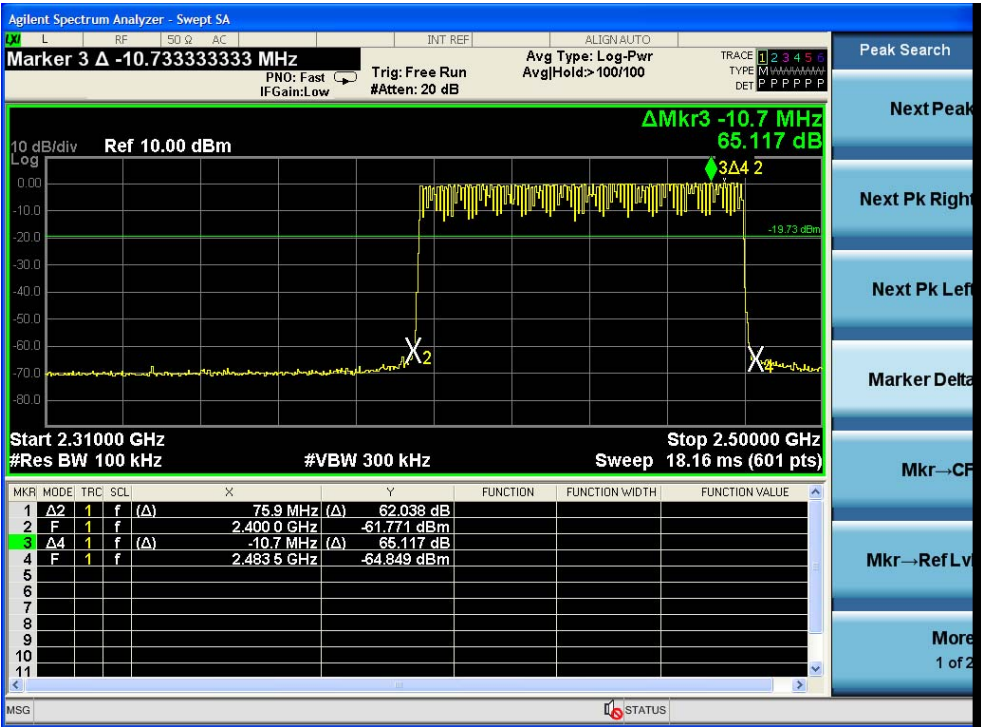 Agilent Spectrum Analyzer - Swept SA
LXI L RF 50 Ω AC INT REF ALIGN AUTO
Marker 3 Δ -10.733333333 MHz
PNO: Fast
IFGain:Low
Trig: Free Run
#Atten: 20 dB
Avg Type: Log-Pwr
Avg|Hold:> 100/100
TRACE 1 2 3 4 5 6
TYPE M
DET P P P P P P
ΔMkr3 -10.7 MHz
65.117 dB
10 dB/div Ref 10.00 dBm
Log
3Δ4 2
0.00
-10.0
-20.0
-19.73 dBm
-30.0
-40.0
-50.0
-60.0
2
-70.0
4
-80.0
Start 2.31000 GHz Stop 2.50000 GHz
#Res BW 100 kHz #VBW 300 kHz Sweep 18.16 ms (601 pts)
MKR MODE TRC SCL X Y FUNCTION FUNCTION WIDTH FUNCTION VALUE
1 Δ2 1 f (Δ) 75.9 MHz (Δ) 62.038 dB
2 F 1 f 2.400 0 GHz -61.771 dBm
3 Δ4 1 f (Δ) -10.7 MHz (Δ) 65.117 dB
4 F 1 f 2.483 5 GHz -64.849 dBm
5
6
7
8
9
10
11
MSG STATUS
Peak Search
Next Peak
Next Pk Right
Next Pk Left
Marker Delta
Mkr→CF
Mkr→Ref Lvl
More
1 of 2